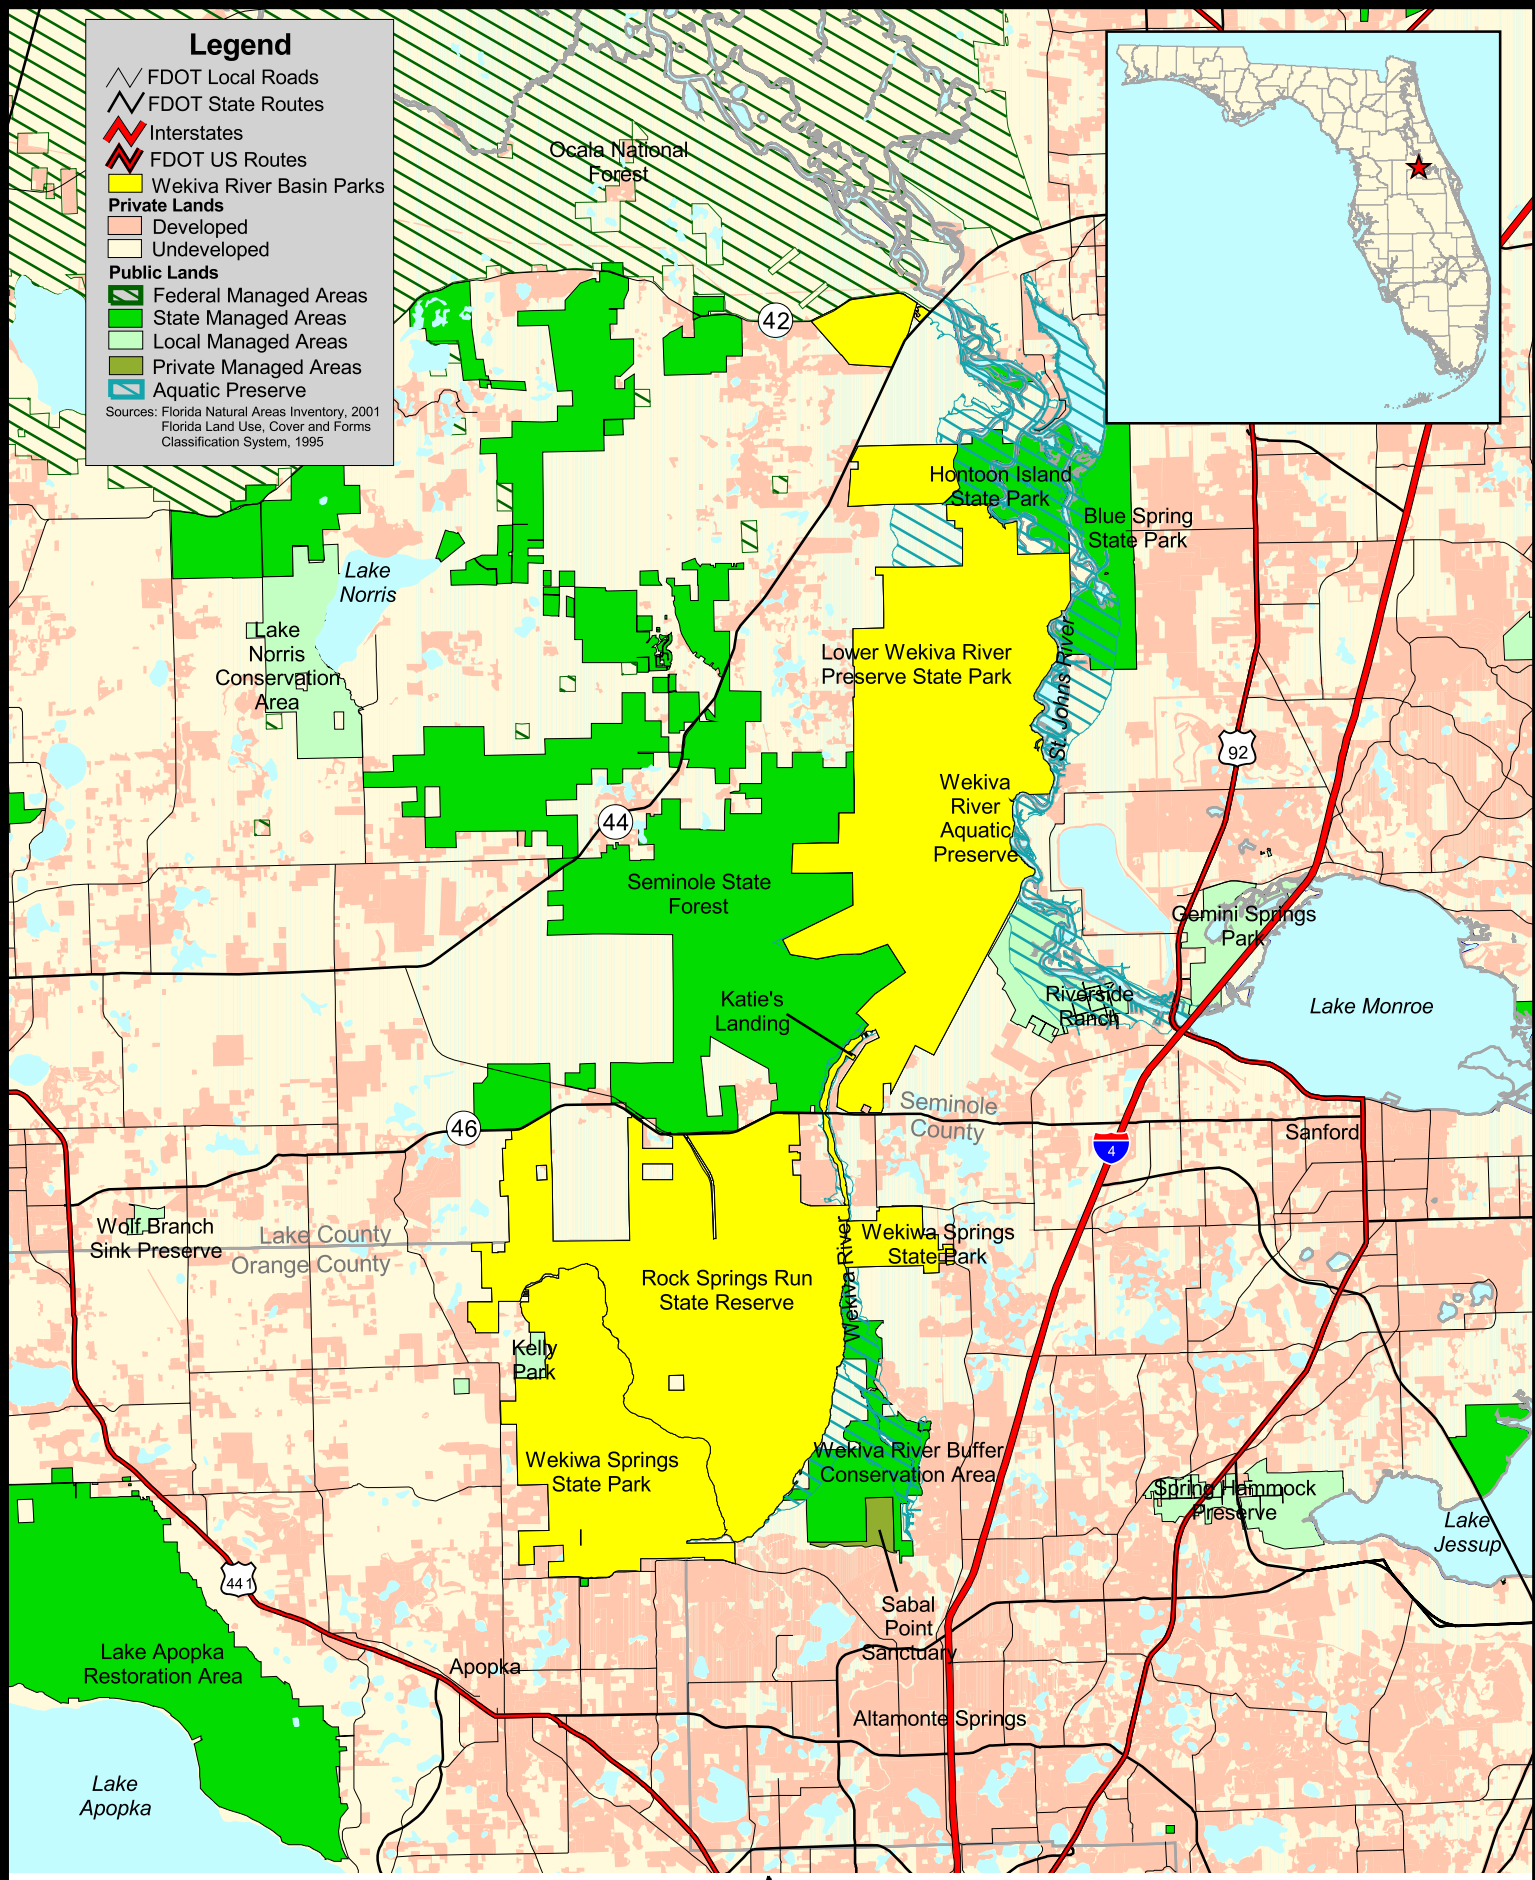 Legend
FDOT Local Roads
FDOT State Routes
Interstates
FDOT US Routes
Wekiva River Basin Parks
Private Lands
Developed
Undeveloped
Public Lands
Federal Managed Areas
State Managed Areas
Local Managed Areas
Private Managed Areas
Aquatic Preserve
Sources: Florida Natural Areas Inventory, 2001
Florida Land Use, Cover and Forms
Classification System, 1995
Ocala National
Forest
42
Hontoon Island
State Park
Blue Spring
State Park
Lake
Norris
Lake
Norris
Conservation
Area
Lower Wekiva River
Preserve State Park
St. Johns River
92
Wekiva
River
Aquatic
Preserve
44
Seminole State
Forest
Gemini Springs
Park
Katie's
Landing
Riverside
Ranch
Lake Monroe
Seminole
County
46
Sanford
4
Wolf Branch
Sink Preserve
Lake County
Orange County
Wekiwa Springs
State Park
Wekiva River
Rock Springs Run
State Reserve
Kelly
Park
Wekiwa Springs
State Park
Wekiva River Buffer
Conservation Area
Spring Hammock
Preserve
Lake
Jessup
441
Sabal
Point
Sanctuary
Lake Apopka
Restoration Area
Apopka
Altamonte Springs
Lake
Apopka